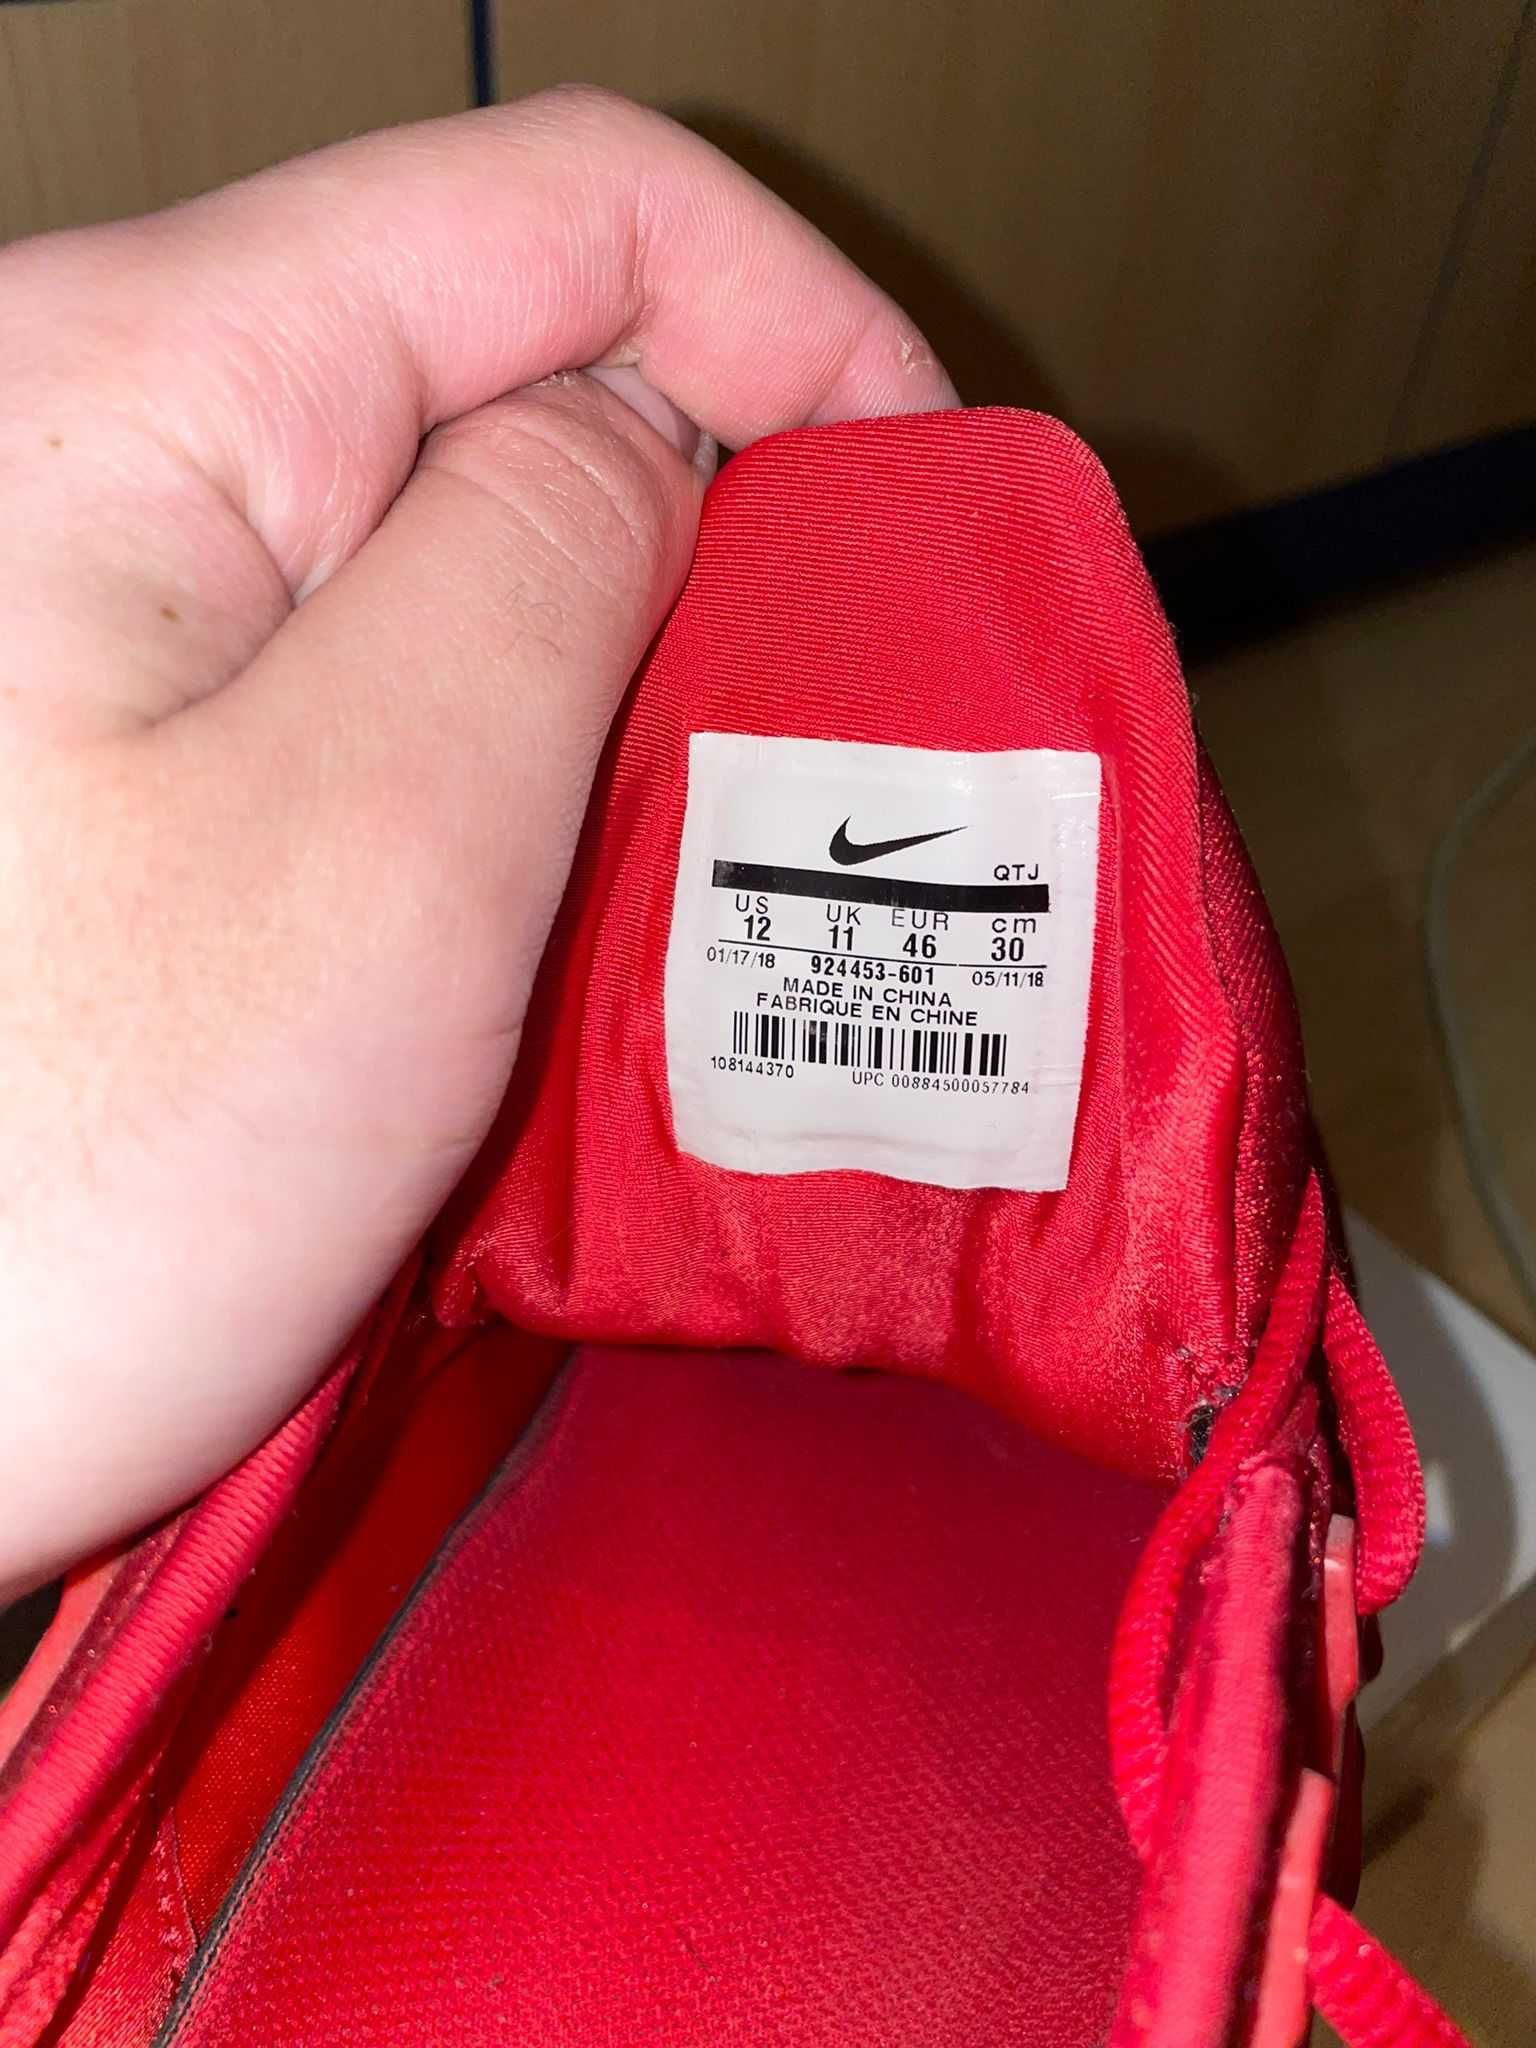 QTJ
US UK EUR cm
12 11 46 30
01/17/18 924453-601 05/11/18
MADE IN CHINA
FABRIQUE EN CHINE
108144370 UPC 00884500057784